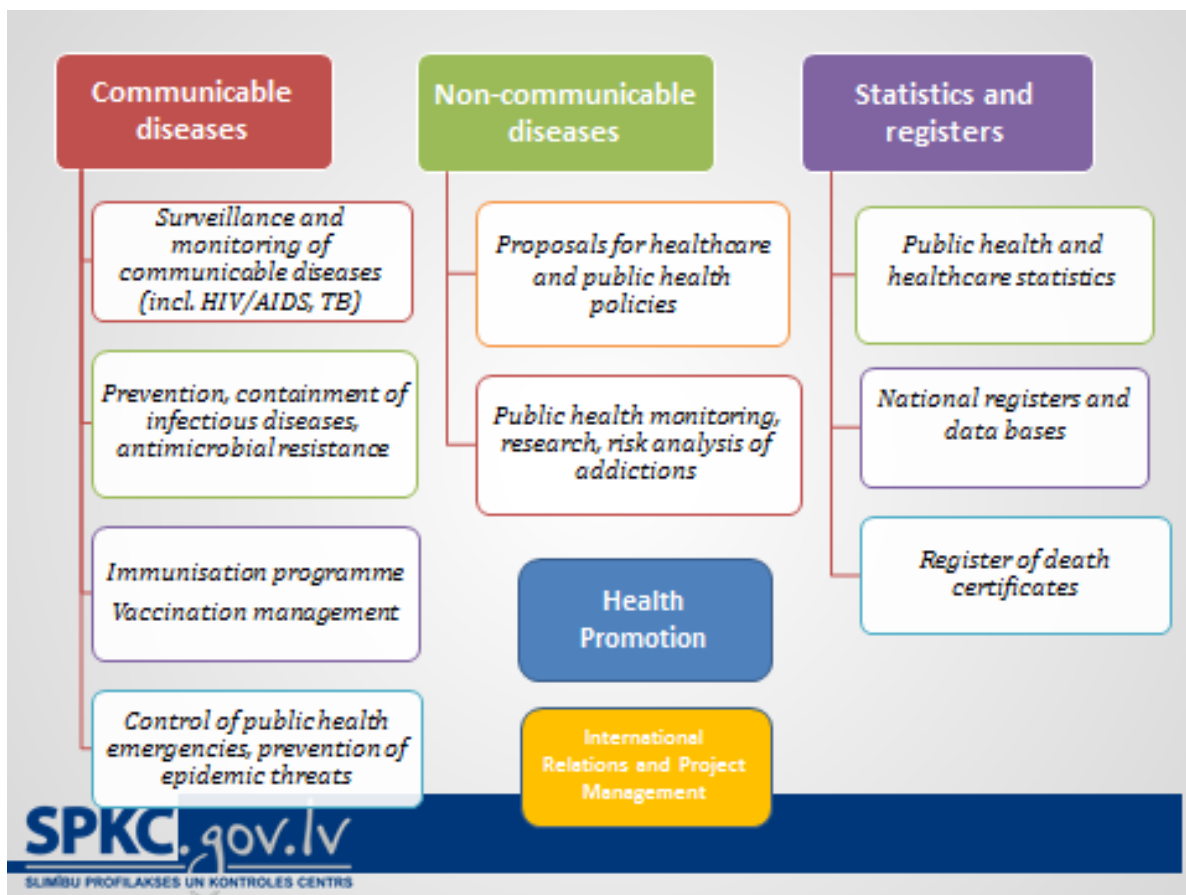 Communicable
diseases
Surveillance and
monitoring of
communicable diseases
(incl. HIV/AIDS, TB)
Prevention, containment of
infectious diseases,
antimicrobial resistance
Immunisation programme
Vaccination management
Control of public health
emergencies, prevention of
epidemic threats
Non-communicable
diseases
Proposals for healthcare
and public health
policies
Public health monitoring,
research, risk analysis of
addictions
Health
Promotion
International
Relations and Project
Management
Statistics and
registers
Public health and
healthcare statistics
National registers and
data bases
Register of death
certificates
SPKC.gov.lv
SLIMĪBU PROFILAKSES UN KONTROLES CENTRS